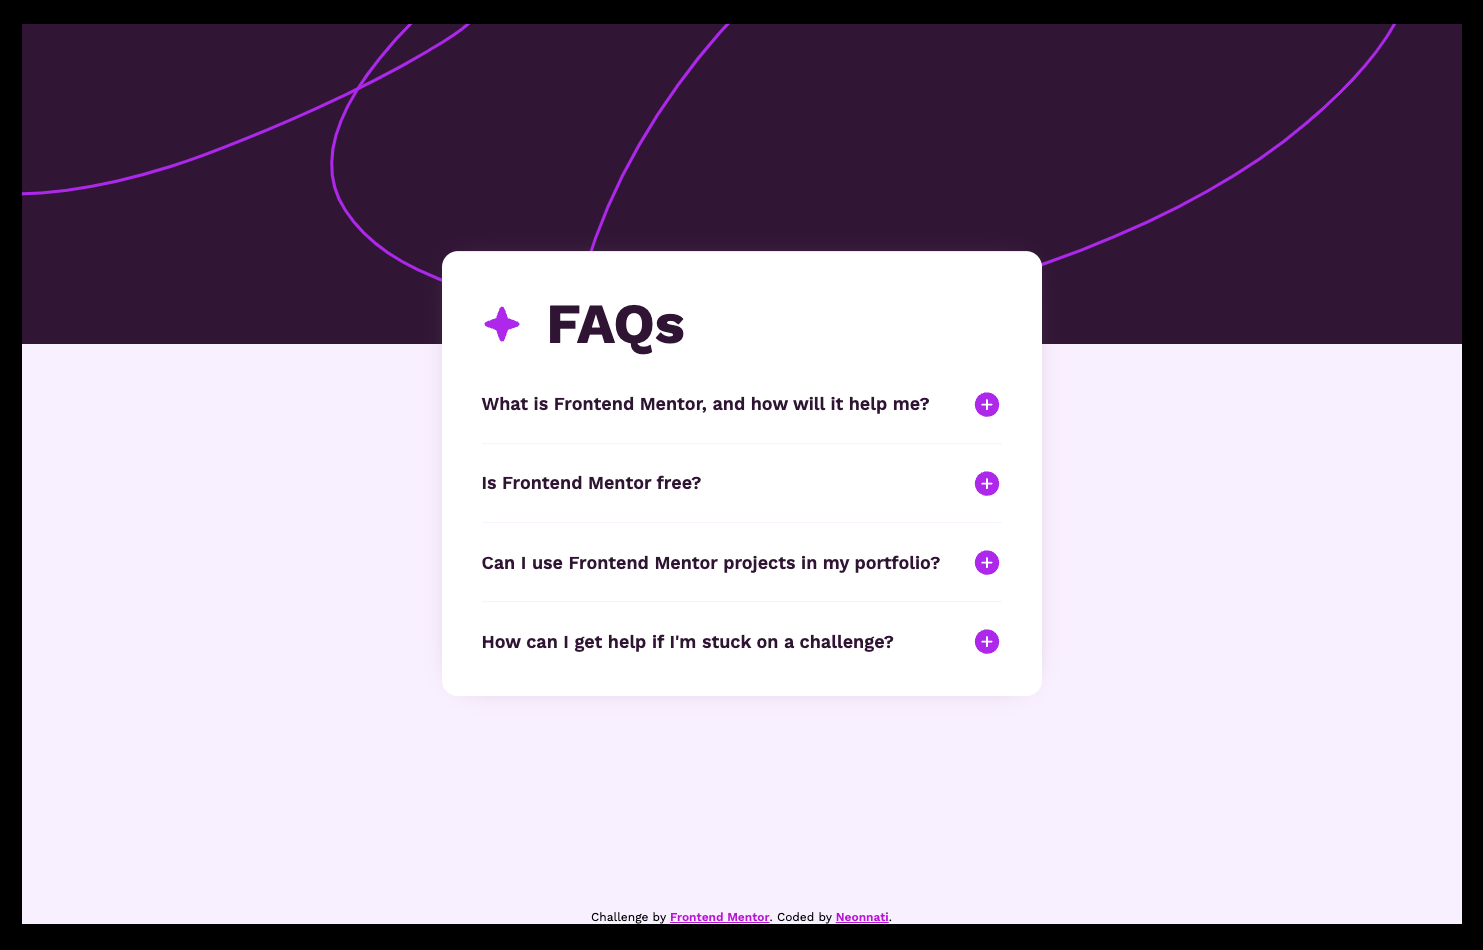 FAQs
What is Frontend Mentor, and how will it help me?
Is Frontend Mentor free?
Can I use Frontend Mentor projects in my portfolio?
How can I get help if I'm stuck on a challenge?
Challenge by Frontend Mentor. Coded by Neonnati.